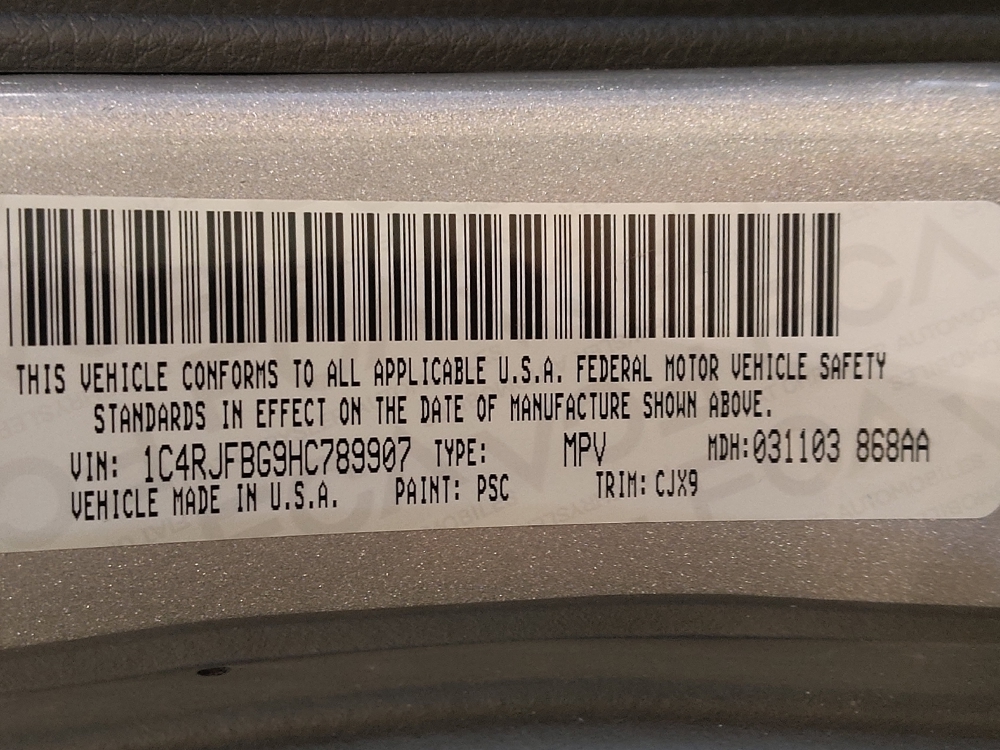 THIS VEHICLE CONFORMS TO ALL APPLICABLE U.S.A. FEDERAL MOTOR VEHICLE SAFETY
STANDARDS IN EFFECT ON THE DATE OF MANUFACTURE SHOWN ABOVE.
VIN: 1C4RJFBG9HC789907 TYPE: MPV MDH:031103 868AA
VEHICLE MADE IN U.S.A. PAINT: PSC TRIM: CJX9